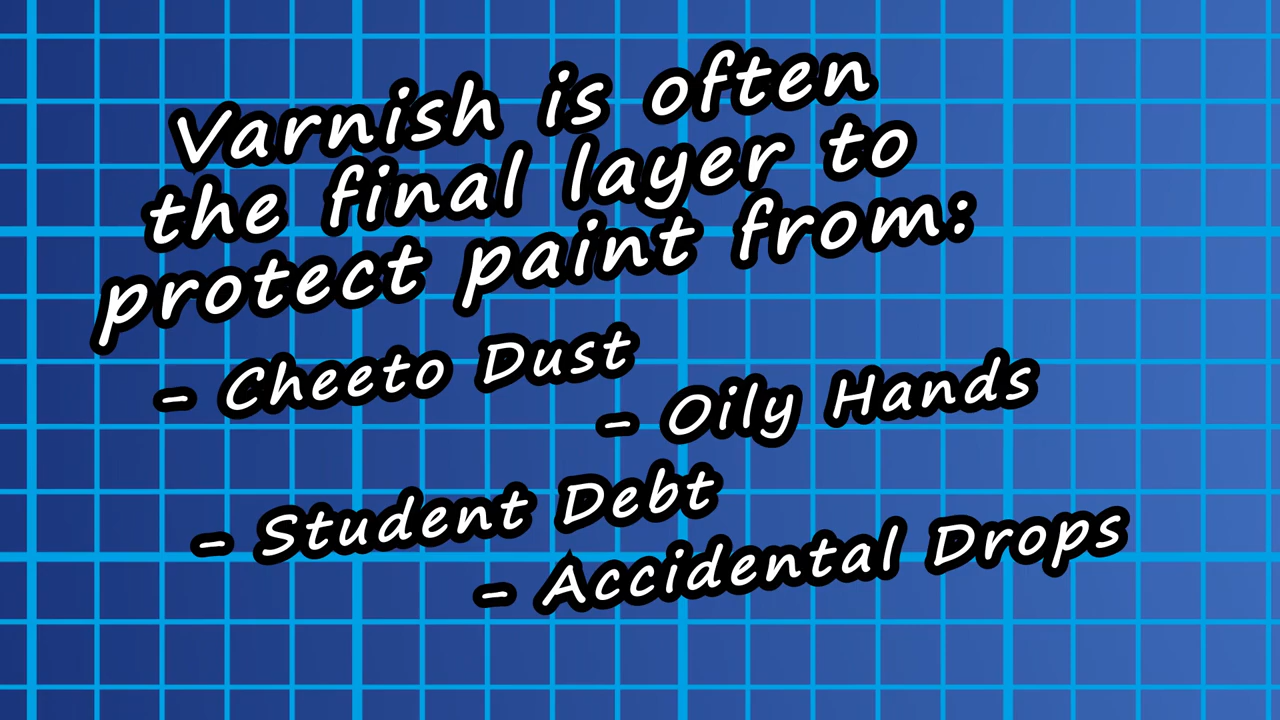 Varnish is often
the final layer to
protect paint from:
- Cheeto Dust
- Oily Hands
- Student Debt
- Accidental Drops